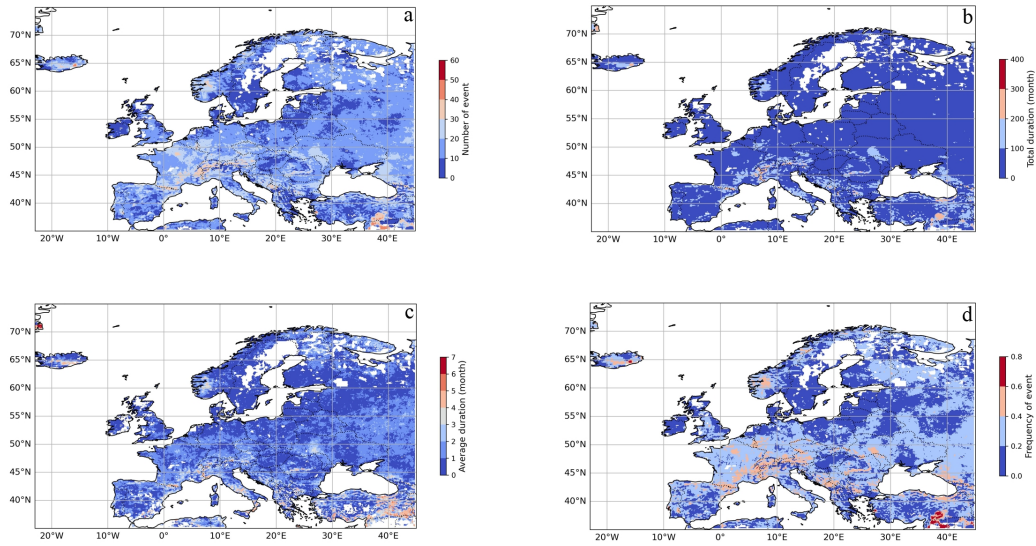 a
70°N
65°N
60°N
55°N
50°N
45°N
40°N
20°W 10°W 0° 10°E 20°E 30°E 40°E
60
50
40
30
20
10
0
Number of event
b
70°N
65°N
60°N
55°N
50°N
45°N
40°N
20°W 10°W 0° 10°E 20°E 30°E 40°E
400
300
200
100
0
Total duration (month)
c
70°N
65°N
60°N
55°N
50°N
45°N
40°N
20°W 10°W 0° 10°E 20°E 30°E 40°E
7
6
5
4
3
2
1
0
Average duration (month)
d
70°N
65°N
60°N
55°N
50°N
45°N
40°N
20°W 10°W 0° 10°E 20°E 30°E 40°E
0.8
0.6
0.4
0.2
0.0
Frequency of event